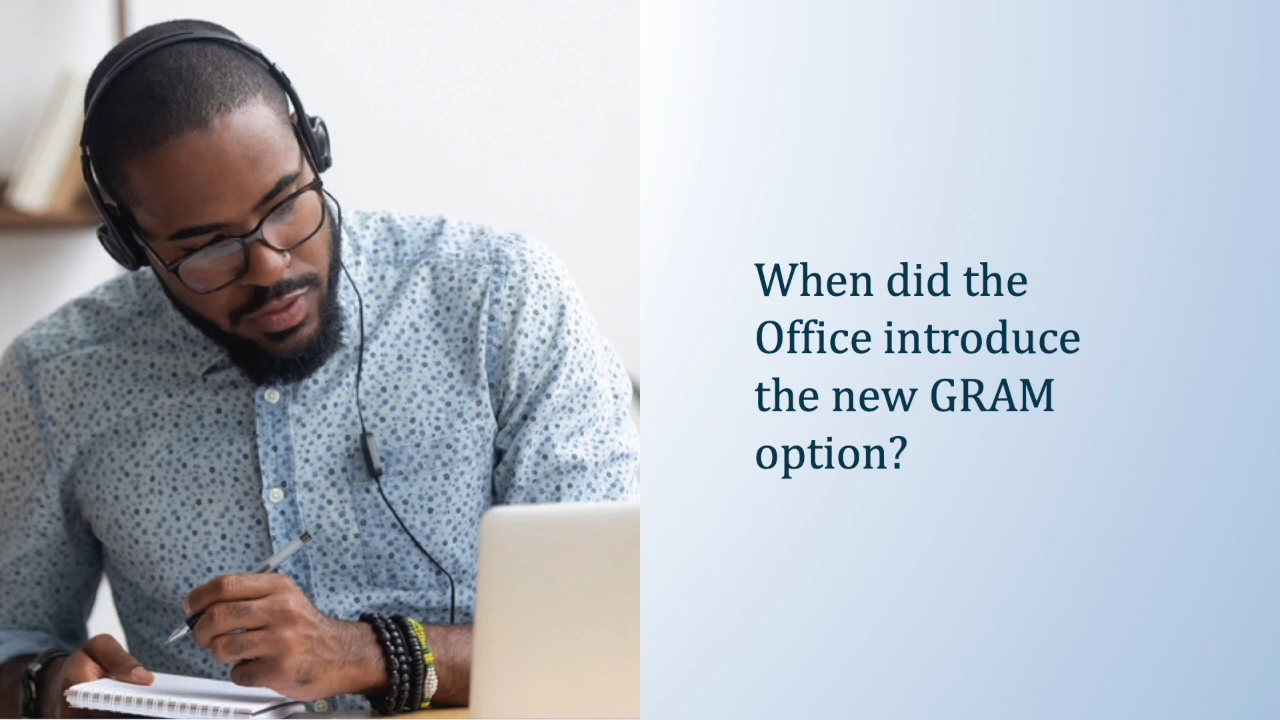 When did the
Office introduce
the new GRAM
option?